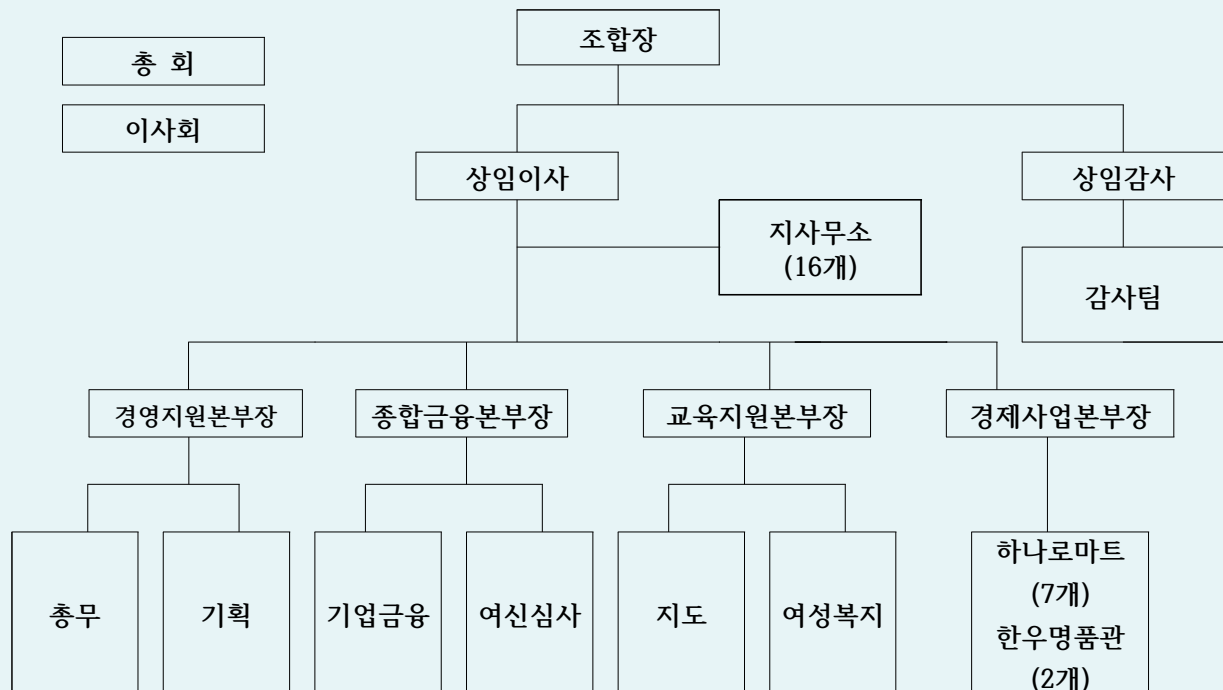 조합장
총 회
이사회
상임이사
상임감사
지사무소
(16개)
감사팀
경영지원본부장
종합금융본부장
교육지원본부장
경제사업본부장
총무
기획
기업금융
여신심사
지도
여성복지
하나로마트
(7개)
한우명품관
(2개)